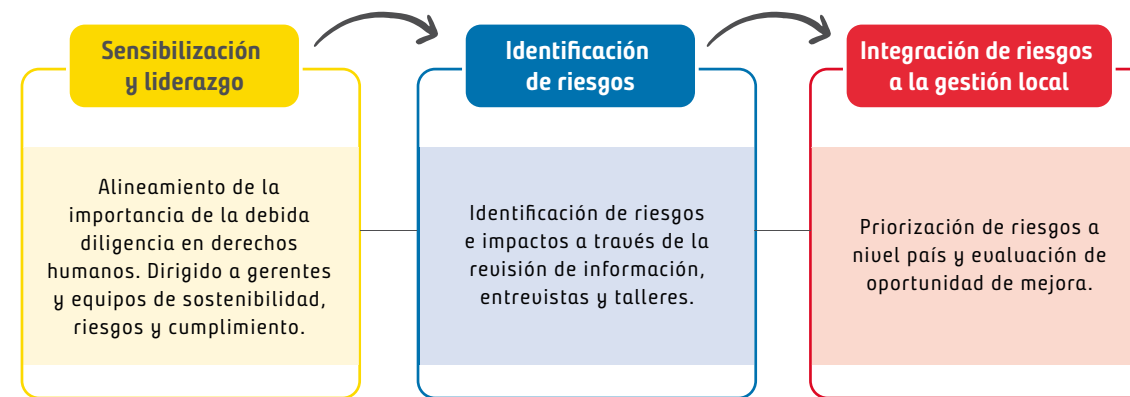 Sensibilización
y liderazgo
Alineamiento de la
importancia de la debida
diligencia en derechos
humanos. Dirigido a gerentes
y equipos de sostenibilidad,
riesgos y cumplimiento.
Identificación
de riesgos
Identificación de riesgos
e impactos a través de la
revisión de información,
entrevistas y talleres.
Integración de riesgos
a la gestión local
Priorización de riesgos a
nivel país y evaluación de
oportunidad de mejora.